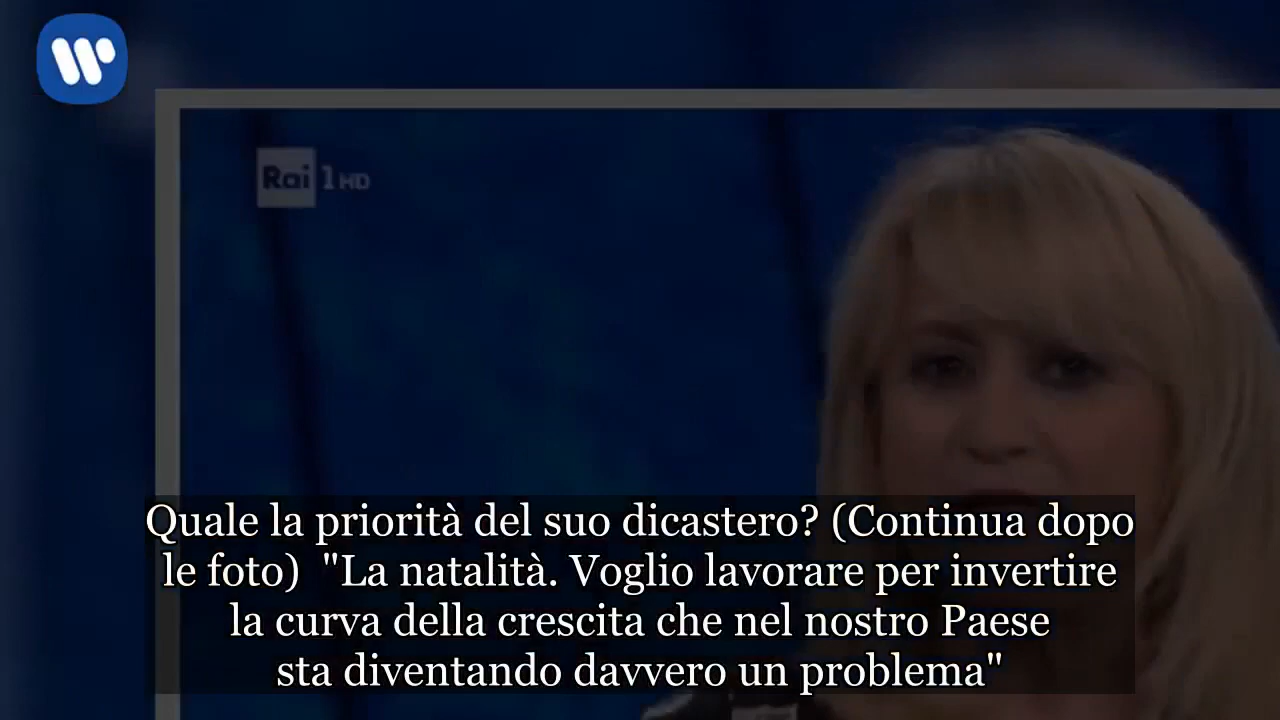 Rai 1 HD
Quale la priorità del suo dicastero? (Continua dopo
le foto) "La natalità. Voglio lavorare per invertire
la curva della crescita che nel nostro Paese
sta diventando davvero un problema"